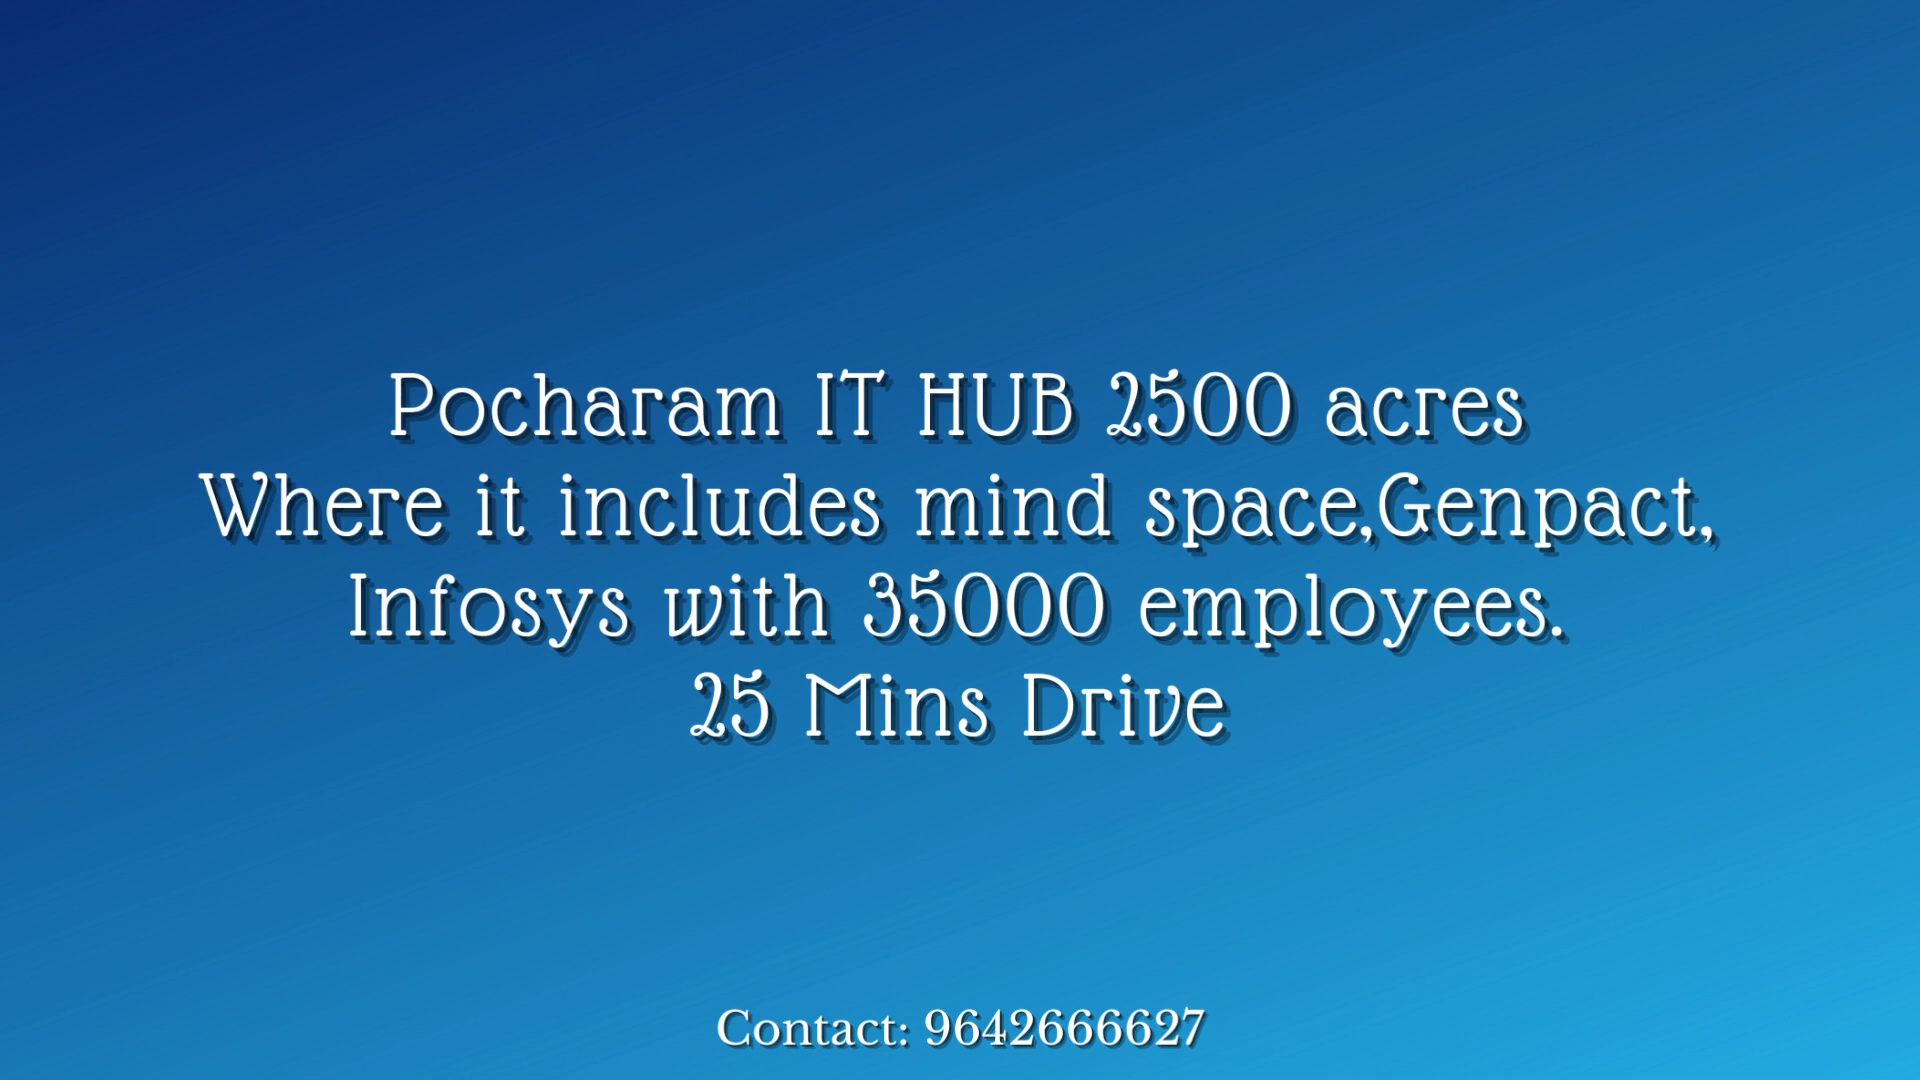 Pocharam IT HUB 2500 acres
Where it includes mind space,Genpact,
Infosys with 35000 employees.
25 Mins Drive
Contact: 9642666627